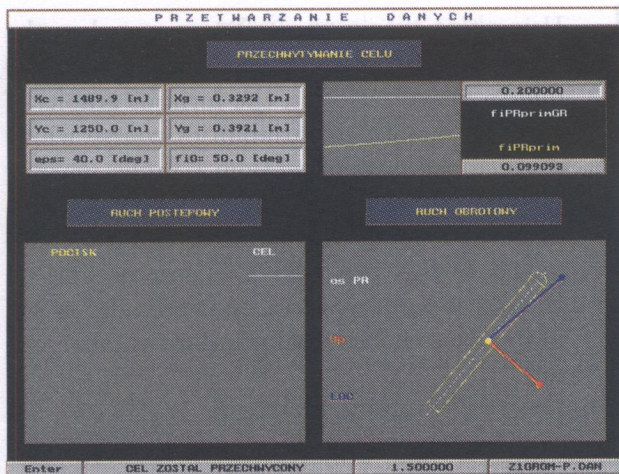 PRZETWARZANIE DANYCH
PRZECHWYTYWANIE CELU
Xc = 1489.9 [m]
Xg = 0.3292 [m]
Yc = 1250.0 [m]
Yg = 0.3921 [m]
eps= 40.0 [deg]
fi0= 50.0 [deg]
0.200000
fiPRprimGR
fiPRprim
0.099093
RUCH POSTEPOWY
RUCH OBROTOWY
POCISK
CEL
os PR
Up
LOC
Enter
CEL ZOSTAL PRZECHWYCONY
1.500000
Z1GROM-P.DAN